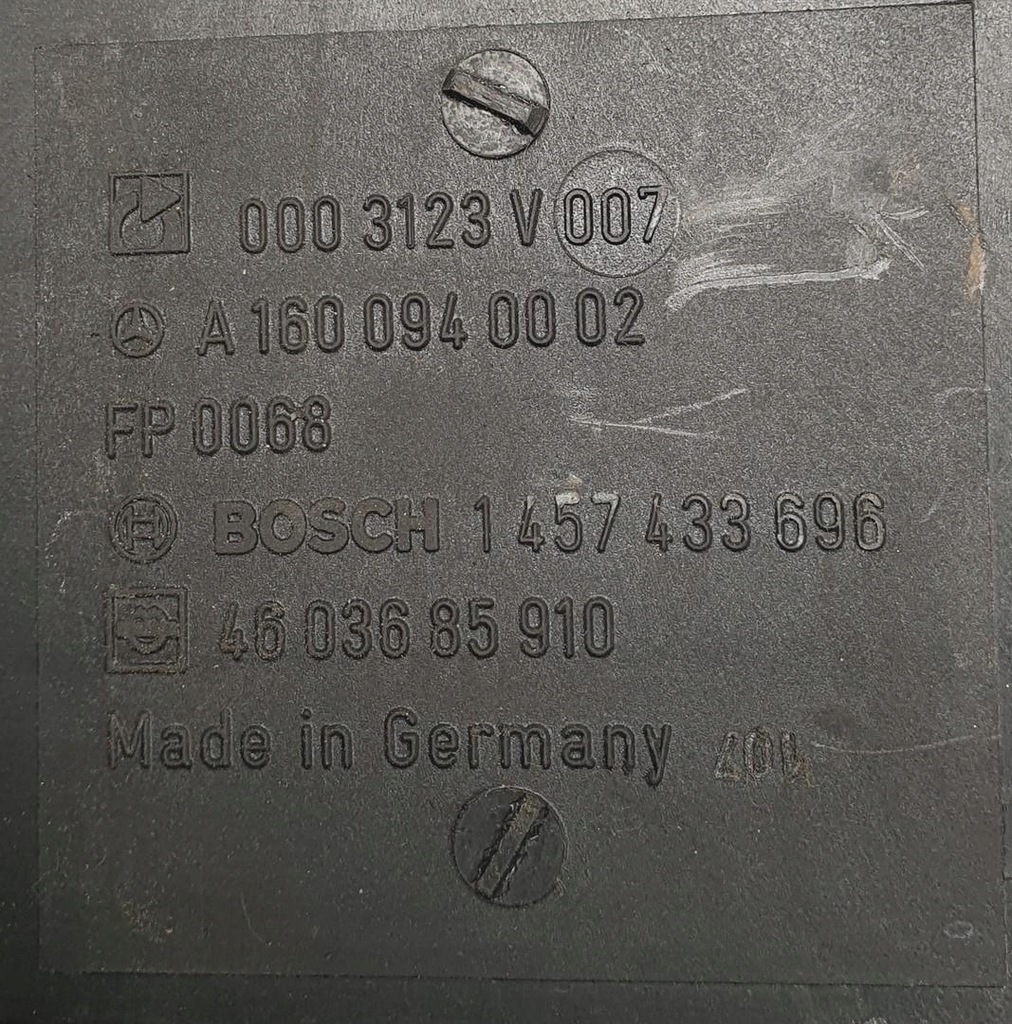 000 3123 V 007
A 160 094 00 02
FP 0068
BOSCH 1 457 433 696
46 036 85 910
Made in Germany